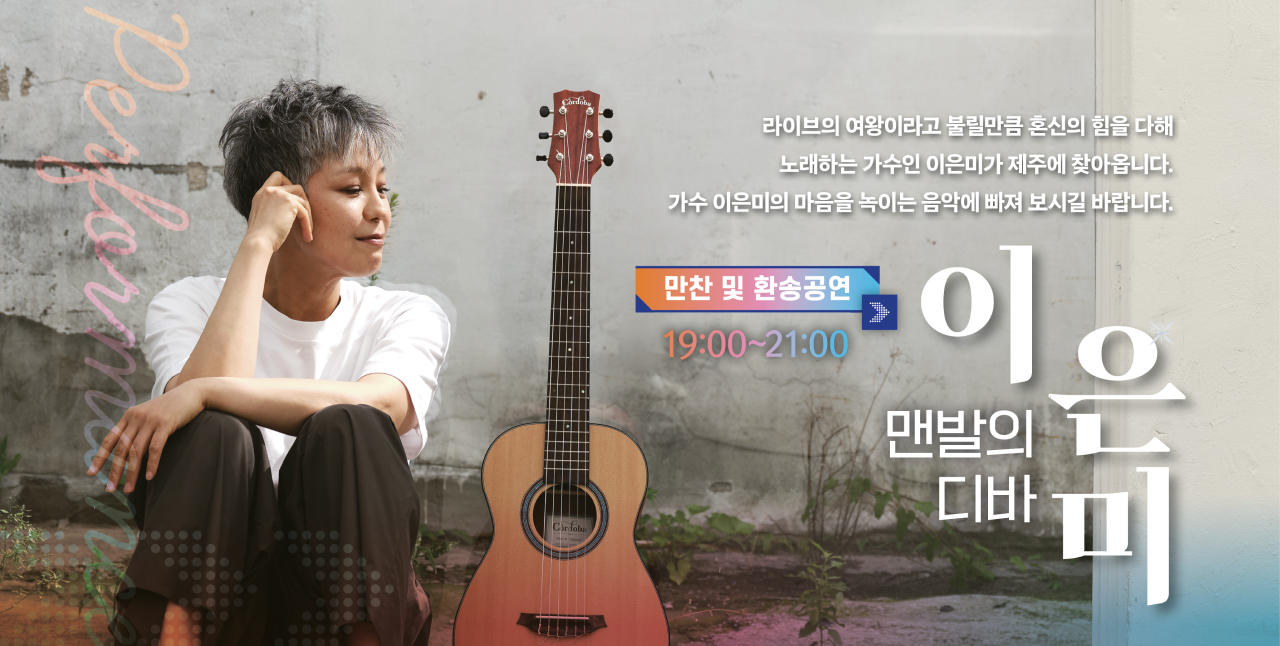 Performance
Córdoba
라이브의 여왕이라고 불릴만큼 혼신의 힘을 다해
노래하는 가수인 이은미가 제주에 찾아옵니다.
가수 이은미의 마음을 녹이는 음악에 빠져 보시길 바랍니다.
만찬 및 환송공연
19:00~21:00
이은미
맨발의
디바
Córdoba